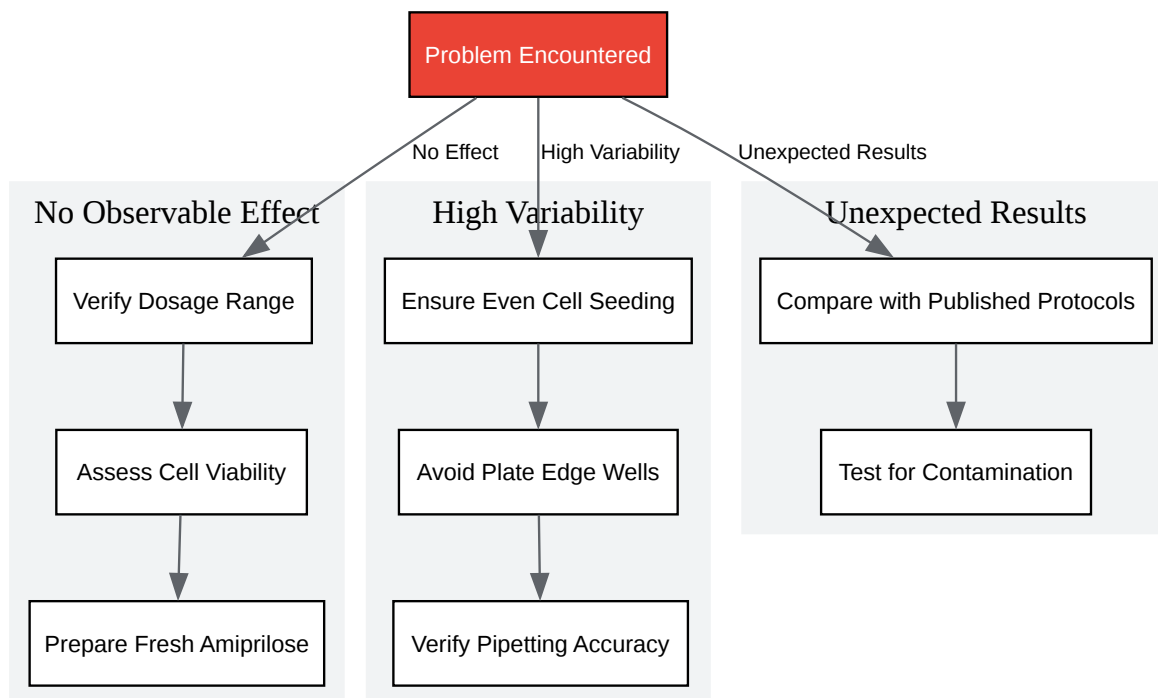 Problem Encountered
No Effect
High Variability
Unexpected Results
No Observable Effect
High Variability
Unexpected Results
Verify Dosage Range
Ensure Even Cell Seeding
Compare with Published Protocols
Assess Cell Viability
Avoid Plate Edge Wells
Test for Contamination
Prepare Fresh Amiprilose
Verify Pipetting Accuracy